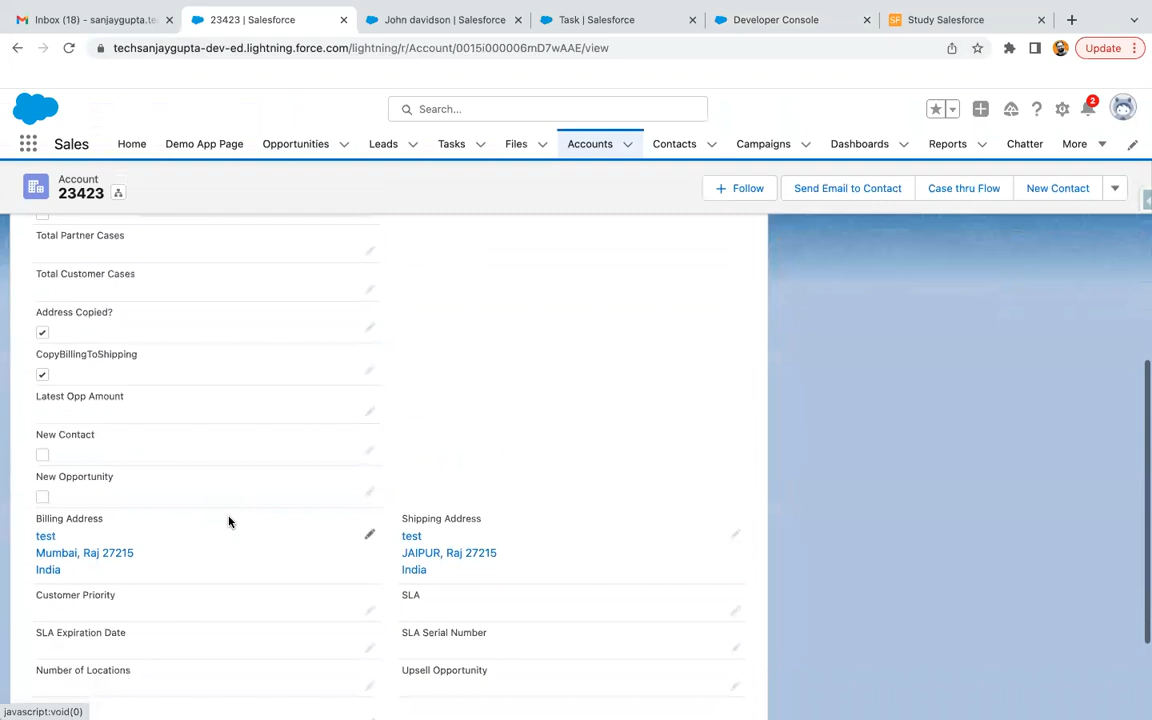 Inbox (18) - sanjaygupta.te
23423 | Salesforce
John davidson | Salesforce
Task | Salesforce
Developer Console
SF
Study Salesforce
techsanjaygupta-dev-ed.lightning.force.com/lightning/r/Account/0015i000006mD7wAAE/view
Update
Search...
2
Sales
Home
Demo App Page
Opportunities
Leads
Tasks
Files
Accounts
Contacts
Campaigns
Dashboards
Reports
Chatter
More
Account
23423
+ Follow
Send Email to Contact
Case thru Flow
New Contact
Total Partner Cases
Total Customer Cases
Address Copied?
CopyBillingToShipping
Latest Opp Amount
New Contact
New Opportunity
Billing Address
test
Mumbai, Raj 27215
India
Shipping Address
test
JAIPUR, Raj 27215
India
Customer Priority
SLA
SLA Expiration Date
SLA Serial Number
Number of Locations
Upsell Opportunity
javascript:void(0)